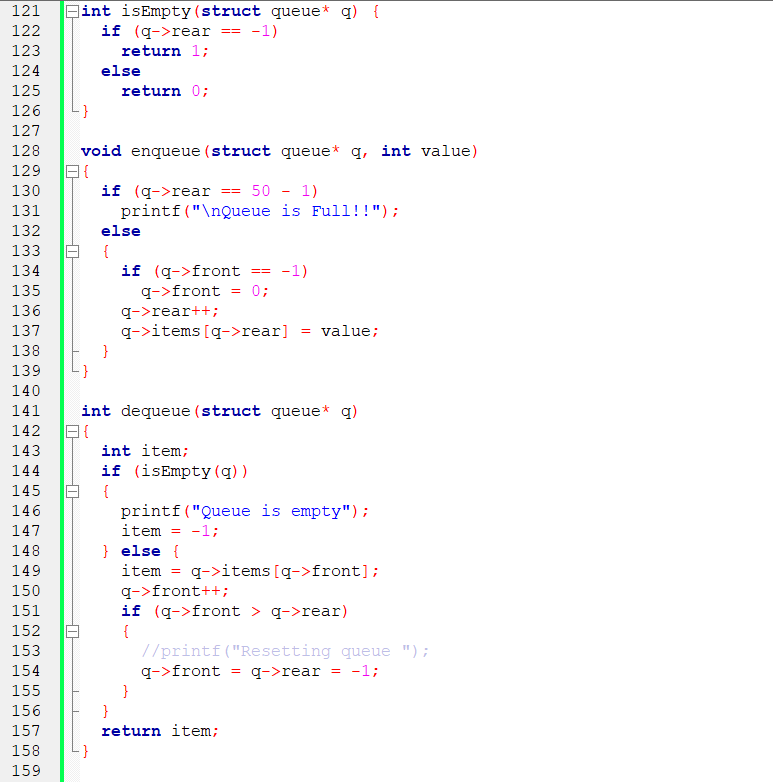 121 int isEmpty(struct queue* q) {
122   if (q->rear == -1)
123     return 1;
124   else
125     return 0;
126 }
127
128 void enqueue(struct queue* q, int value)
129 {
130   if (q->rear == 50 - 1)
131     printf("\nQueue is Full!!");
132   else
133   {
134     if (q->front == -1)
135       q->front = 0;
136     q->rear++;
137     q->items[q->rear] = value;
138   }
139 }
140
141 int dequeue(struct queue* q)
142 {
143   int item;
144   if (isEmpty(q))
145   {
146     printf("Queue is empty");
147     item = -1;
148   } else {
149     item = q->items[q->front];
150     q->front++;
151     if (q->front > q->rear)
152     {
153       //printf("Resetting queue ");
154       q->front = q->rear = -1;
155     }
156   }
157   return item;
158 }
159